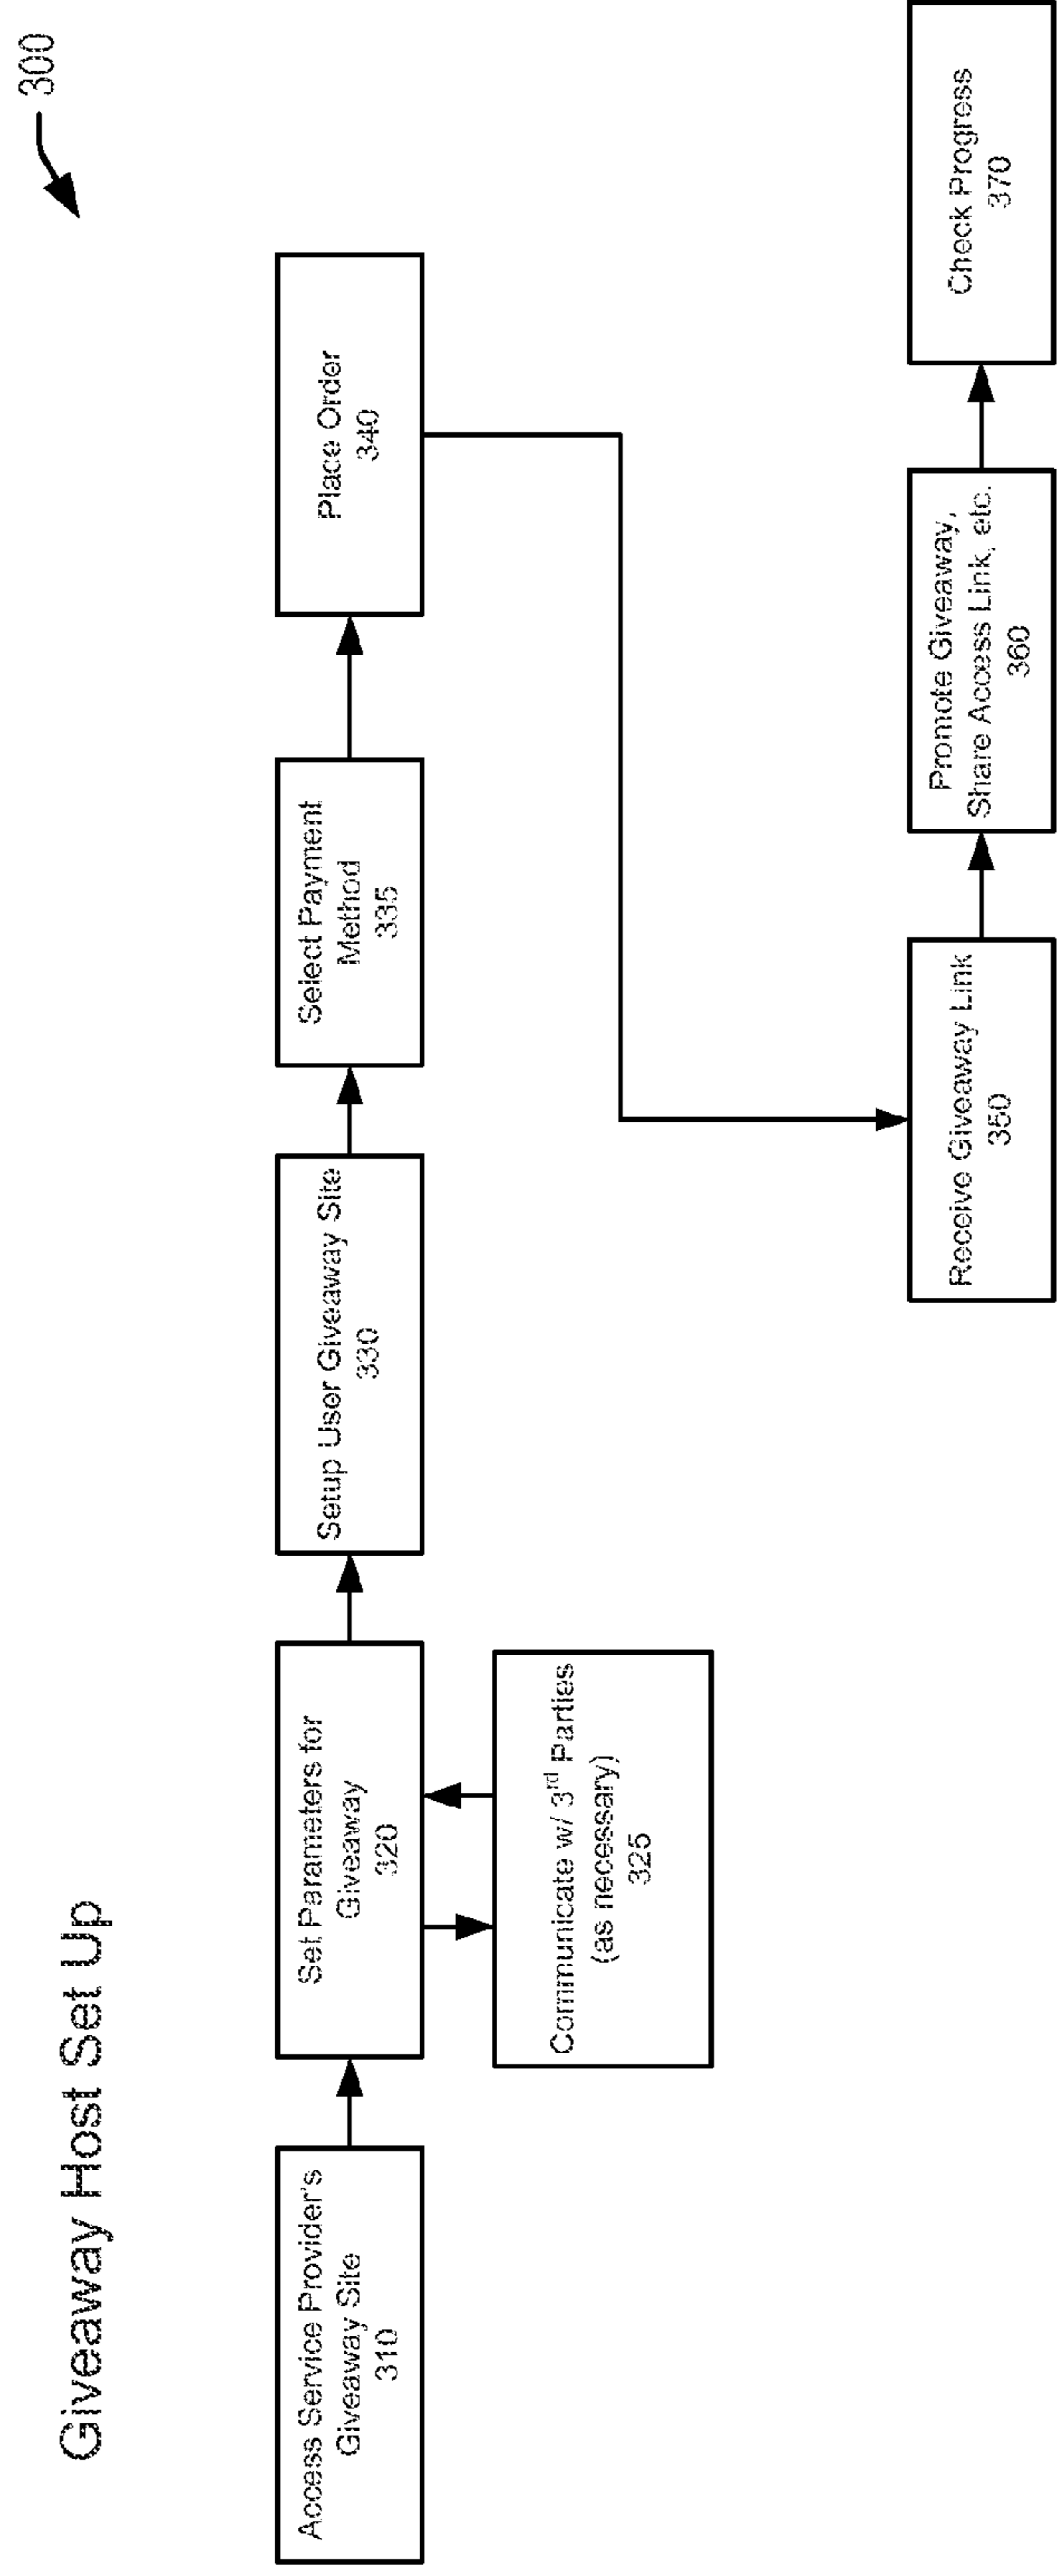 Giveaway Host Set Up
300
Access Service Provider's
Giveaway Site
310
Set Parameters for
Giveaway
320
Communicate w/ 3rd Parties
(as necessary)
325
Setup User Giveaway Site
330
Select Payment
Method
335
Place Order
340
Receive Giveaway Link
350
Promote Giveaway,
Share Access Link, etc.
360
Check Progress
370